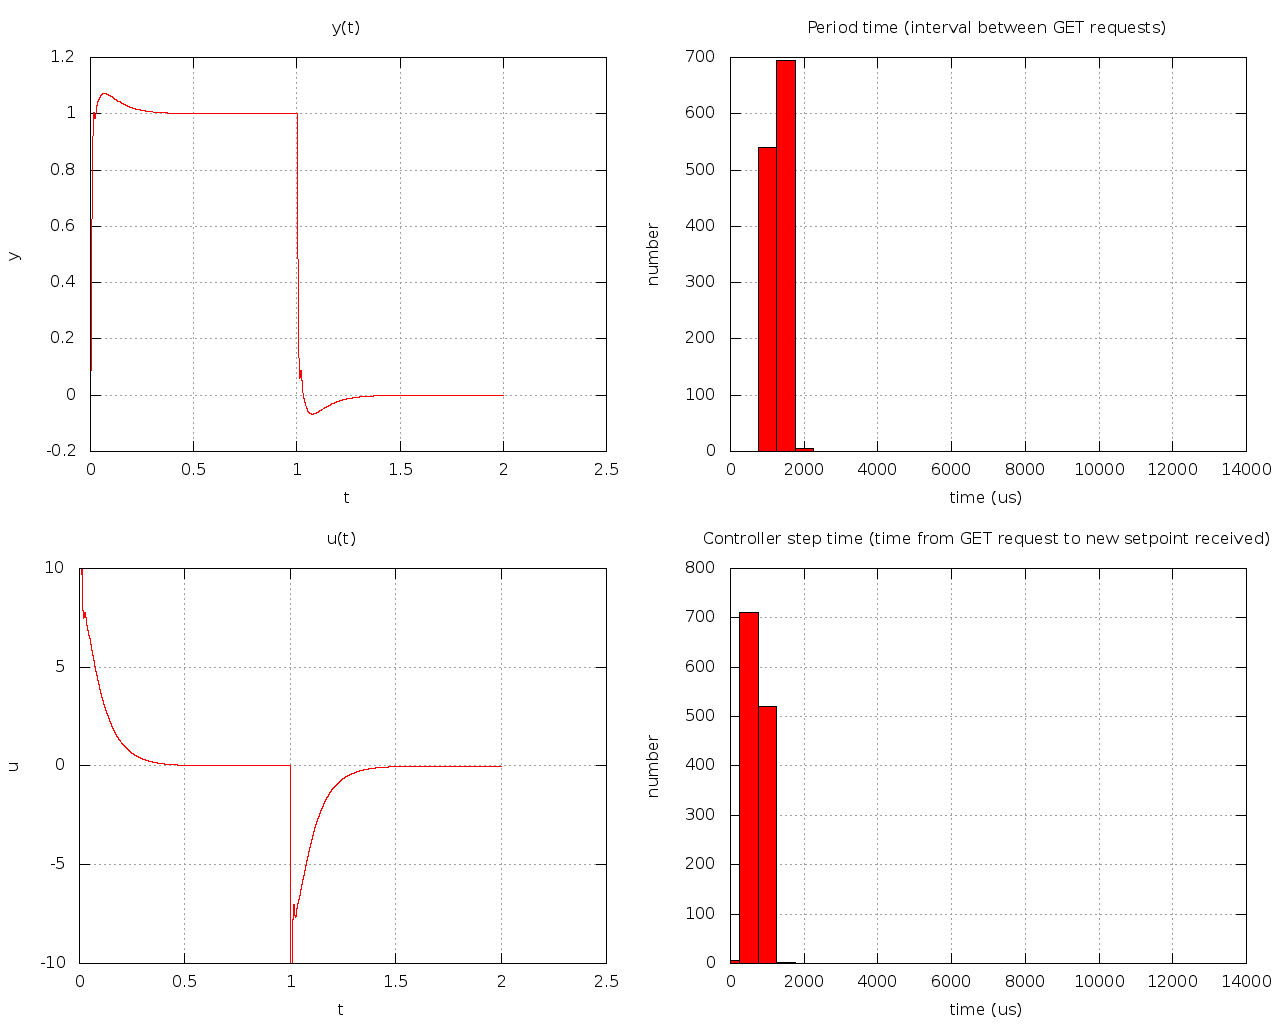 y(t)
1.2
1
0.8
0.6
0.4
0.2
0
-0.2
y
0 0.5 1 1.5 2 2.5
t
Period time (interval between GET requests)
700
600
500
400
300
200
100
0
number
0 2000 4000 6000 8000 10000 12000 14000
time (us)
u(t)
10
5
0
-5
-10
u
0 0.5 1 1.5 2 2.5
t
Controller step time (time from GET request to new setpoint received)
800
700
600
500
400
300
200
100
0
number
0 2000 4000 6000 8000 10000 12000 14000
time (us)